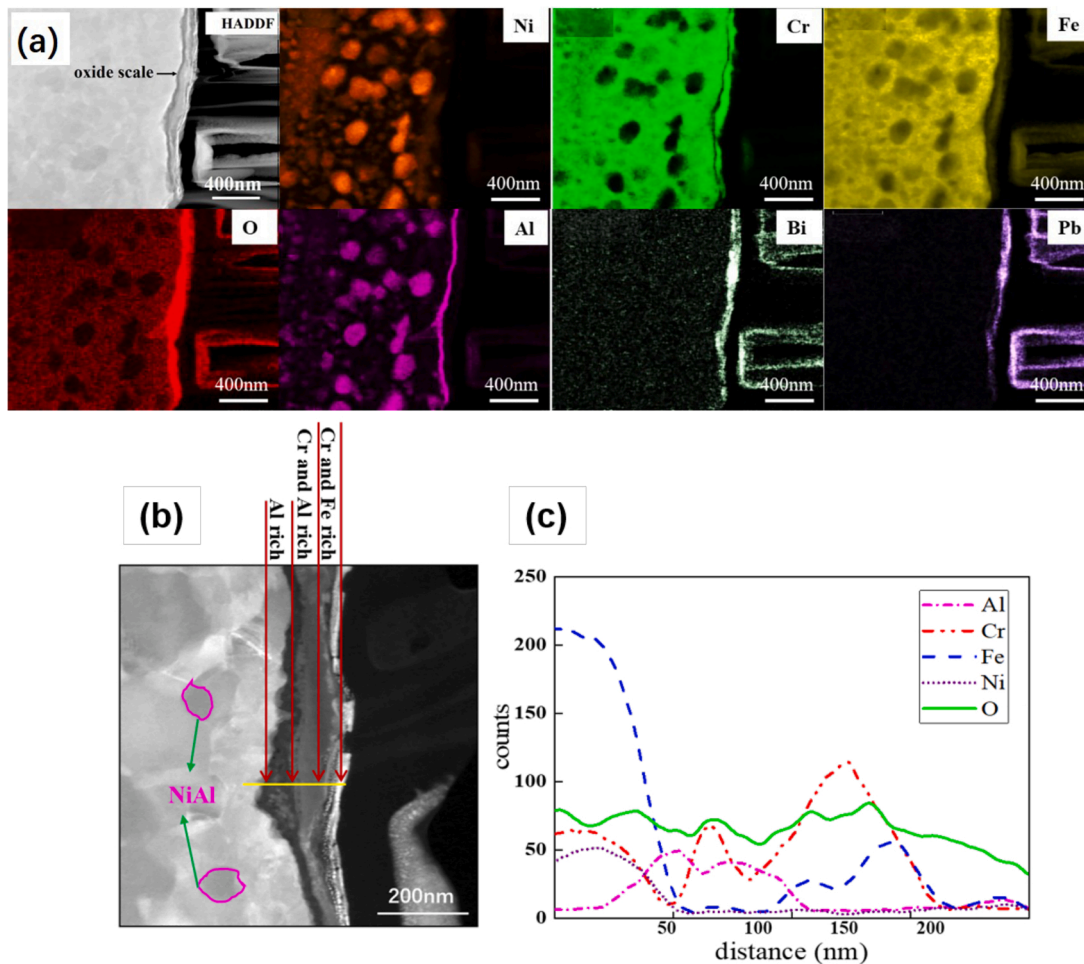 (a)
HADDF
oxide scale
400nm
Ni
400nm
Cr
400nm
Fe
400nm
O
400nm
Al
400nm
Bi
400nm
Pb
400nm
(b)
Al rich
Cr and Al rich
Cr and Fe rich
NiAl
200nm
(c)
250
200
150
100
50
0
50
100
150
200
counts
distance (nm)
Al
Cr
Fe
Ni
O